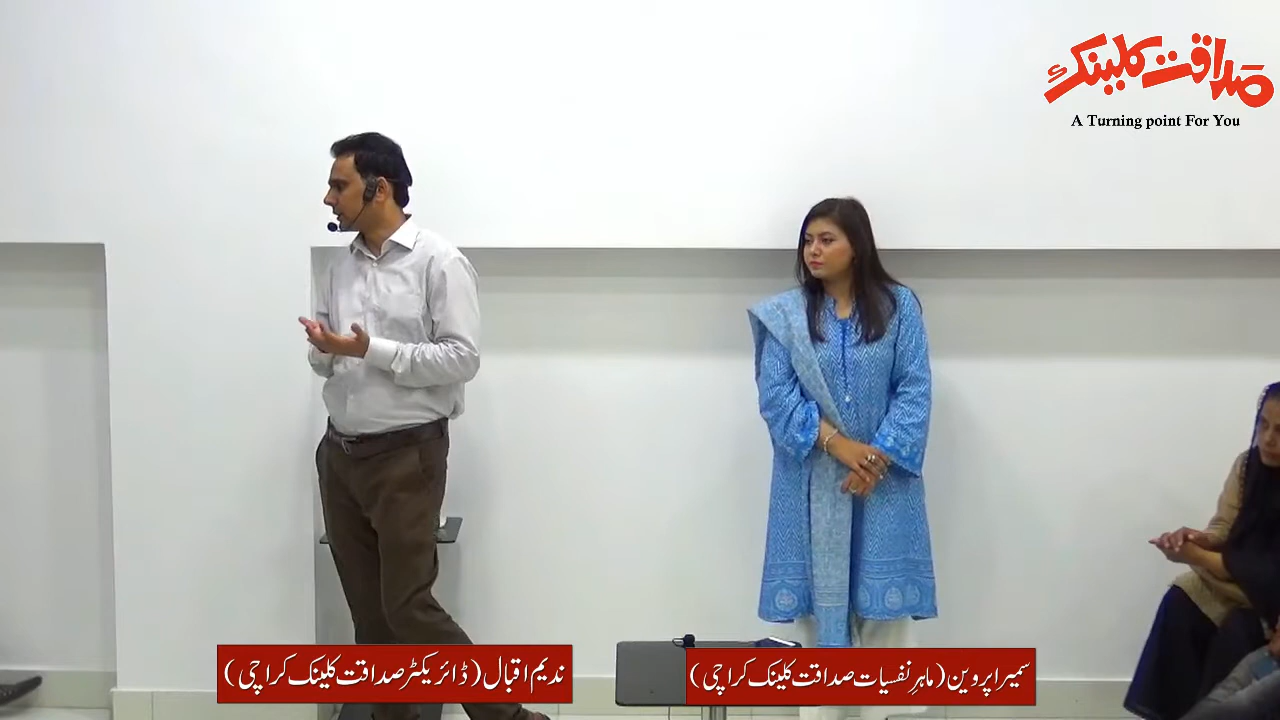 صداقت کلینک
A Turning point For You
ندیم اقبال (ڈائریکٹر صداقت کلینک کراچی)
سمیرا پروین (ماہرِ نفسیات صداقت کلینک کراچی)